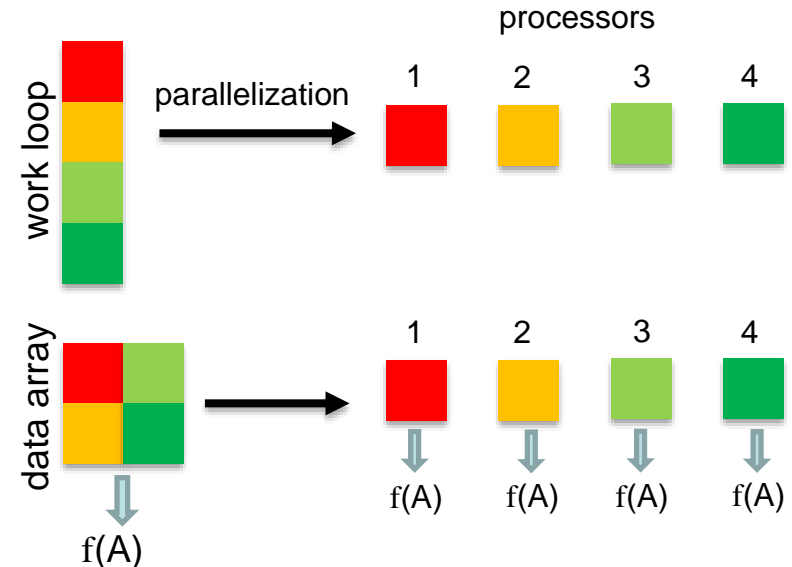 processors
work loop
parallelization
1 2 3 4
data array
1 2 3 4
f(A) f(A) f(A) f(A)
f(A)